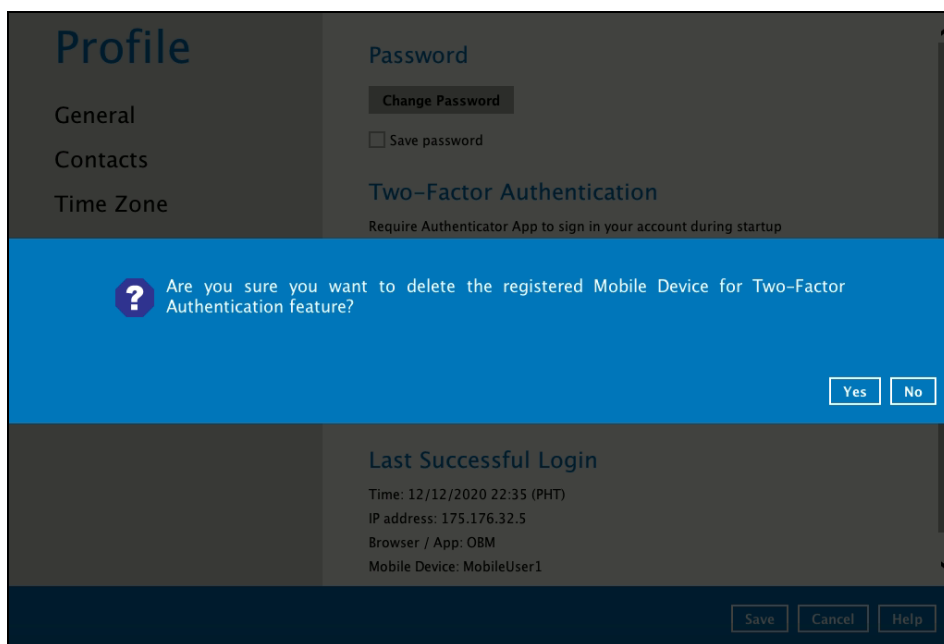 Profile
General
Contacts
Time Zone
Password
Change Password
Save password
Two-Factor Authentication
Require Authenticator App to sign in your account during startup
?
Are you sure you want to delete the registered Mobile Device for Two-Factor
Authentication feature?
Yes No
Last Successful Login
Time: 12/12/2020 22:35 (PHT)
IP address: 175.176.32.5
Browser / App: OBM
Mobile Device: MobileUser1
Save Cancel Help